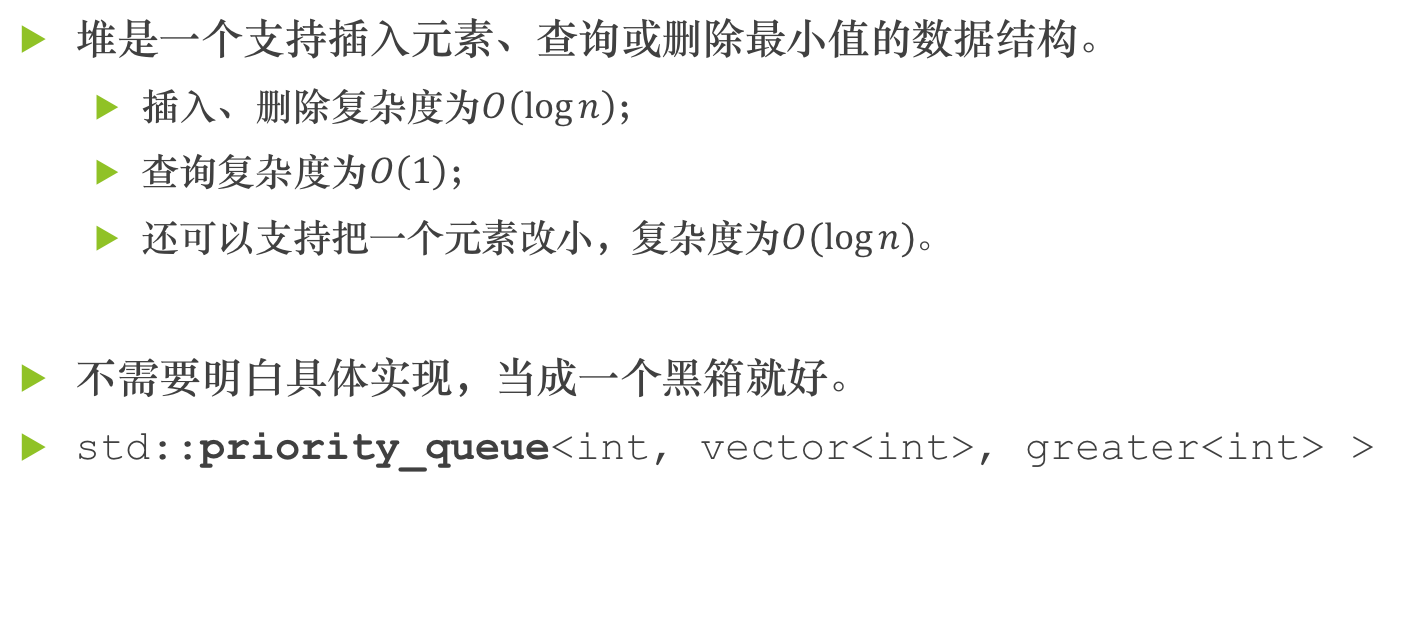 堆是一个支持插入元素、查询或删除最小值的数据结构。
插入、删除复杂度为O(log n)；
查询复杂度为O(1)；
还可以支持把一个元素改小，复杂度为O(log n)。
不需要明白具体实现，当成一个黑箱就好。
std::priority_queue<int, vector<int>, greater<int> >